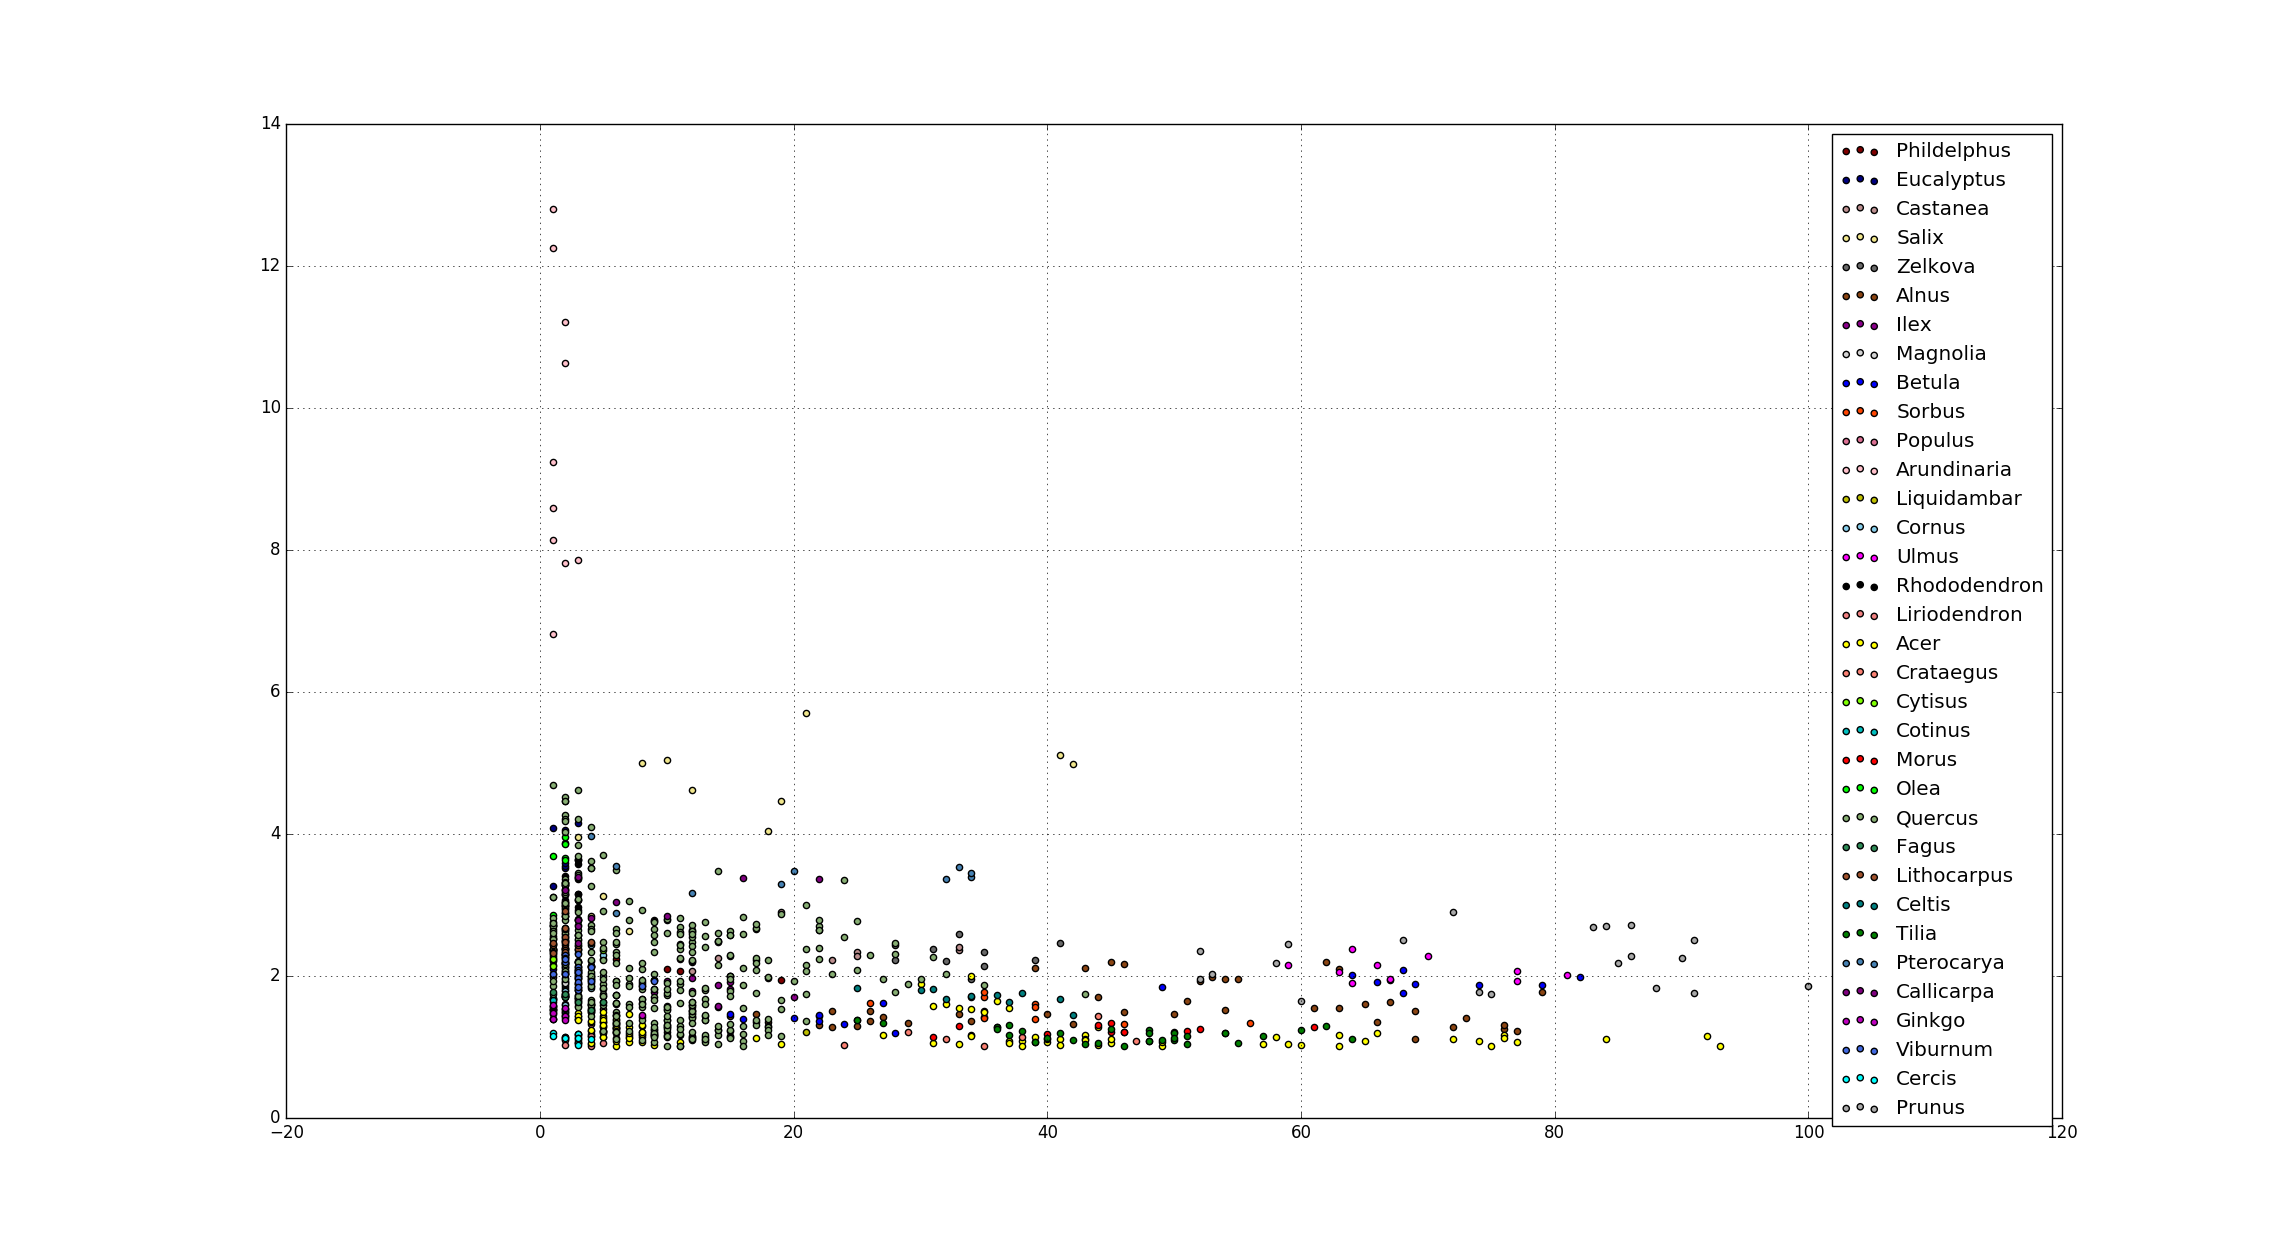 14
12
10
8
6
4
2
0
−20
0
20
40
60
80
100
120
Phildelphus
Eucalyptus
Castanea
Salix
Zelkova
Alnus
Ilex
Magnolia
Betula
Sorbus
Populus
Arundinaria
Liquidambar
Cornus
Ulmus
Rhododendron
Liriodendron
Acer
Crataegus
Cytisus
Cotinus
Morus
Olea
Quercus
Fagus
Lithocarpus
Celtis
Tilia
Pterocarya
Callicarpa
Ginkgo
Viburnum
Cercis
Prunus